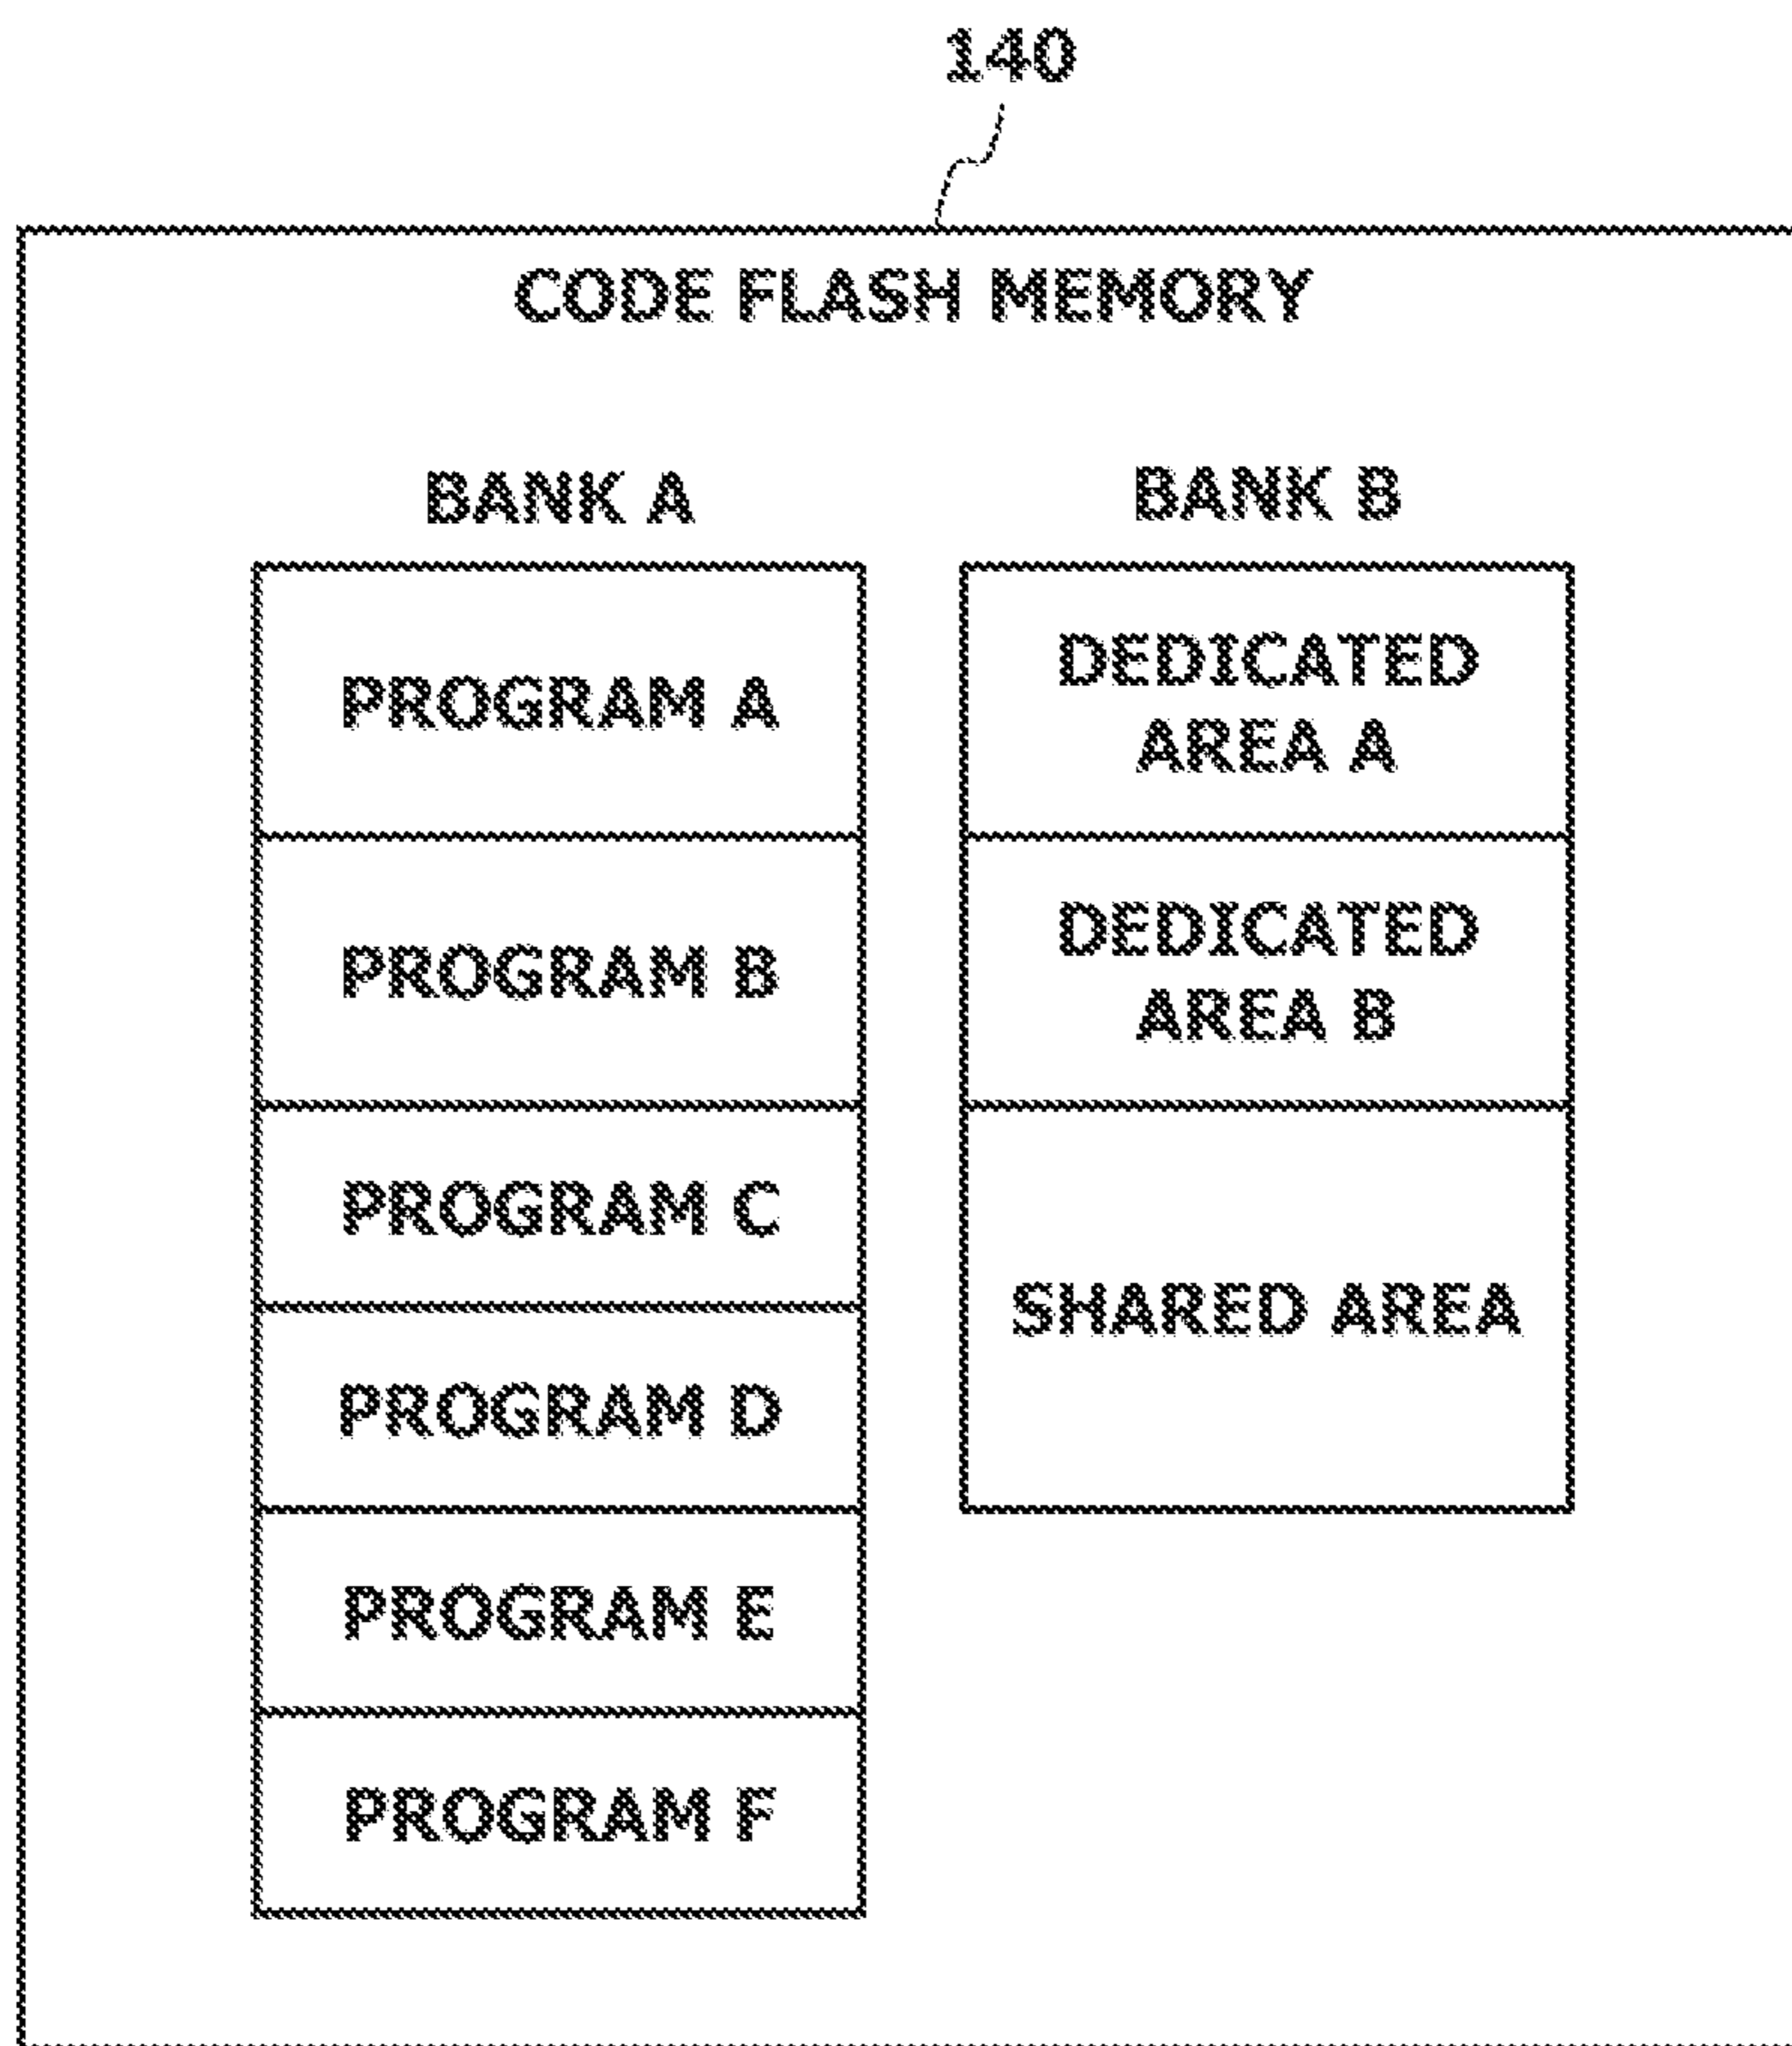 140
CODE FLASH MEMORY
BANK A
PROGRAM A
PROGRAM B
PROGRAM C
PROGRAM D
PROGRAM E
PROGRAM F
BANK B
DEDICATED
AREA A
DEDICATED
AREA B
SHARED AREA